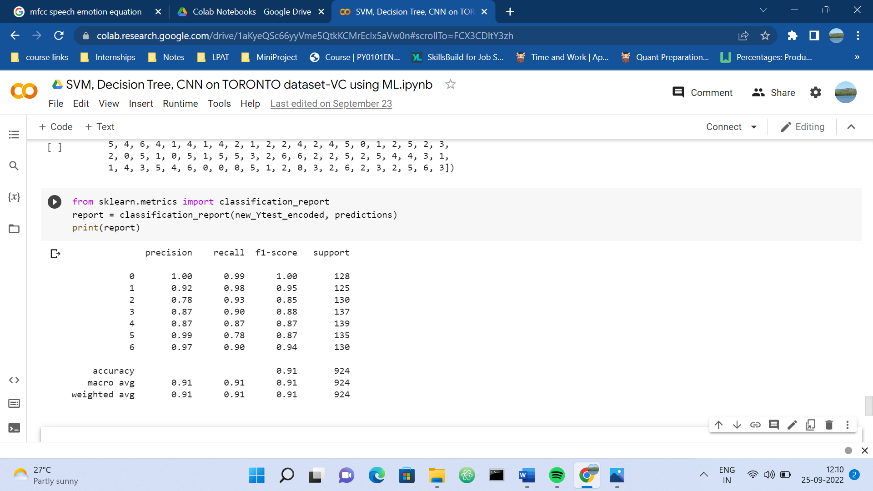 mfcc speech emotion equation
Colab Notebooks - Google Drive
SVM, Decision Tree, CNN on TOR
colab.research.google.com/drive/1aKyeQSc66yyVme5QtkKCMrEclx5aVw0n#scrollTo=FCX3CDItY3zh
course links
Internships
Notes
LPAT
MiniProject
Course | PY0101EN...
SkillsBuild for Job S...
Time and Work | Ap...
Quant Preparation...
Percentages: Produ...
»
CO SVM, Decision Tree, CNN on TORONTO dataset-VC using ML.ipynb
File Edit View Insert Runtime Tools Help Last edited on September 23
Comment
Share
+ Code + Text
Connect
Editing
[ ]
5, 4, 6, 4, 1, 4, 1, 4, 2, 1, 2, 2, 4, 2, 4, 5, 0, 1, 2, 5, 2, 3,
2, 0, 5, 1, 0, 5, 1, 5, 5, 3, 2, 6, 6, 2, 2, 5, 2, 5, 4, 4, 3, 1,
1, 4, 3, 5, 4, 6, 0, 0, 0, 5, 1, 2, 0, 3, 2, 6, 2, 3, 2, 5, 6, 3])
from sklearn.metrics import classification_report
report = classification_report(new_Ytest_encoded, predictions)
print(report)
precision recall f1-score support
0 1.00 0.99 1.00 128
1 0.92 0.98 0.95 125
2 0.78 0.93 0.85 130
3 0.87 0.90 0.88 137
4 0.87 0.87 0.87 139
5 0.99 0.78 0.87 135
6 0.97 0.90 0.94 130
accuracy 0.91 924
macro avg 0.91 0.91 0.91 924
weighted avg 0.91 0.91 0.91 924
27°C
Partly sunny
ENG
IN
12:10
25-09-2022
2